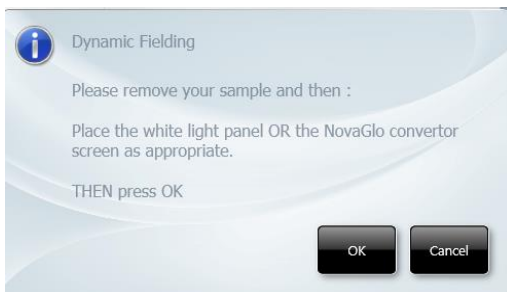 Dynamic Fielding
Please remove your sample and then :
Place the white light panel OR the NovaGlo convertor
screen as appropriate.
THEN press OK
OK
Cancel